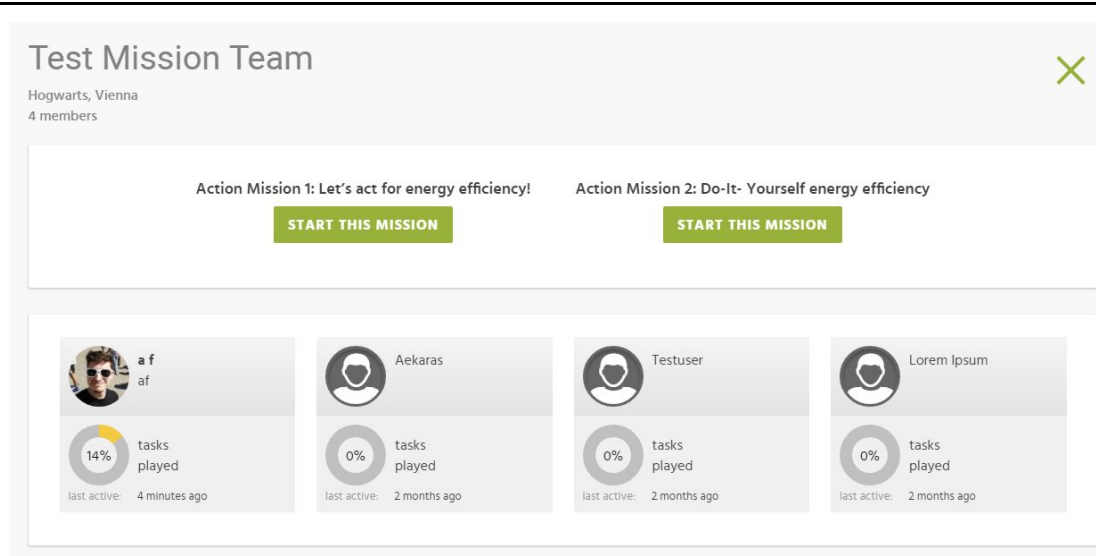 Test Mission Team
Hogwarts, Vienna
4 members
Action Mission 1: Let’s act for energy efficiency!
START THIS MISSION
Action Mission 2: Do-It- Yourself energy efficiency
START THIS MISSION
a f
af
14%
tasks
played
last active: 4 minutes ago
Aekaras
0%
tasks
played
last active: 2 months ago
Testuser
0%
tasks
played
last active: 2 months ago
Lorem Ipsum
0%
tasks
played
last active: 2 months ago